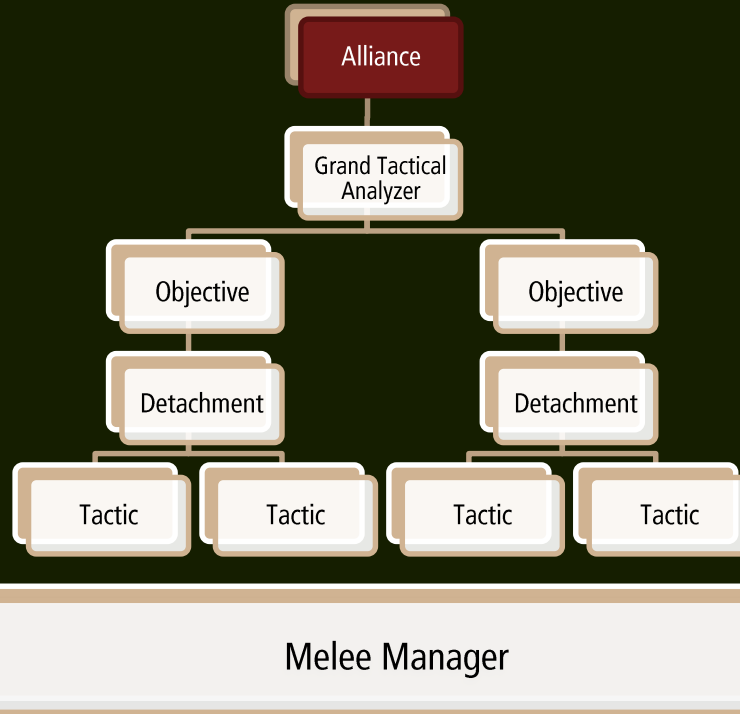 Alliance
Grand Tactical
Analyzer
Objective
Objective
Detachment
Detachment
Tactic
Tactic
Tactic
Tactic
Melee Manager